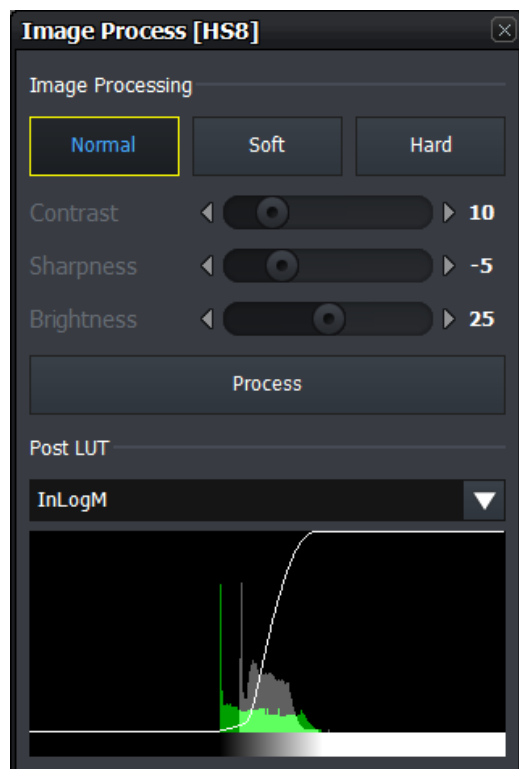 Image Process [HS8]
Image Processing
Normal Soft Hard
Contrast 10
Sharpness -5
Brightness 25
Process
Post LUT
InLogM